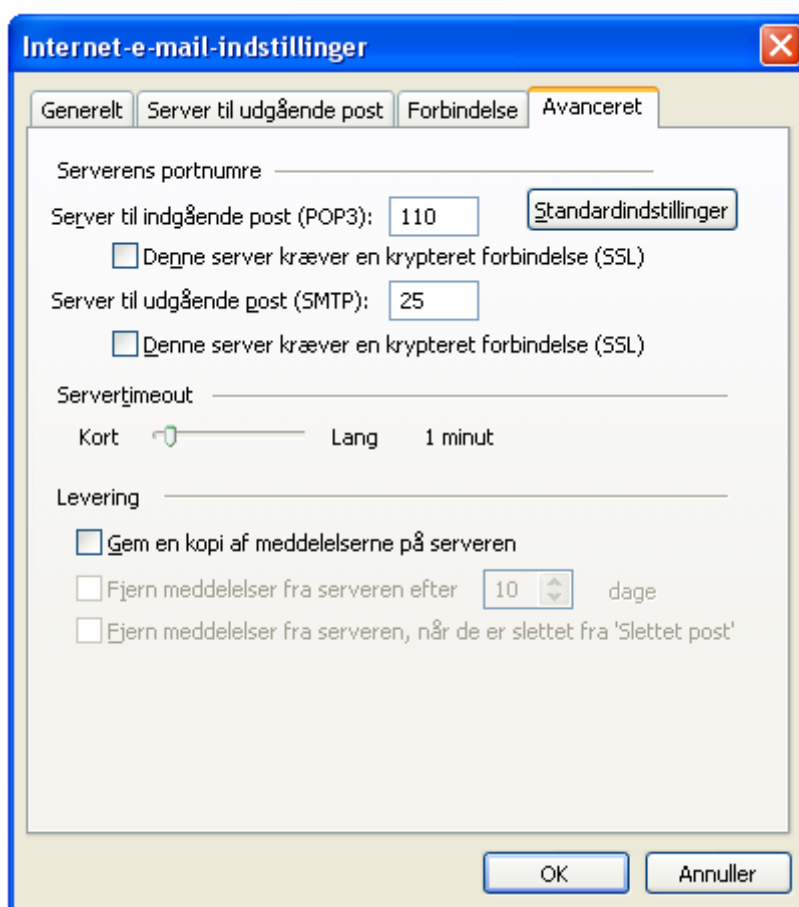 Internet-e-mail-indstillinger
Generelt Server til udgående post Forbindelse Avanceret
Serverens portnumre
Server til indgående post (POP3): 110 Standardindstillinger
Denne server kræver en krypteret forbindelse (SSL)
Server til udgående post (SMTP): 25
Denne server kræver en krypteret forbindelse (SSL)
Servertimeout
Kort Lang 1 minut
Levering
Gem en kopi af meddelelserne på serveren
Fjern meddelelser fra serveren efter 10 dage
Fjern meddelelser fra serveren, når de er slettet fra 'Slettet post'
OK Annuller